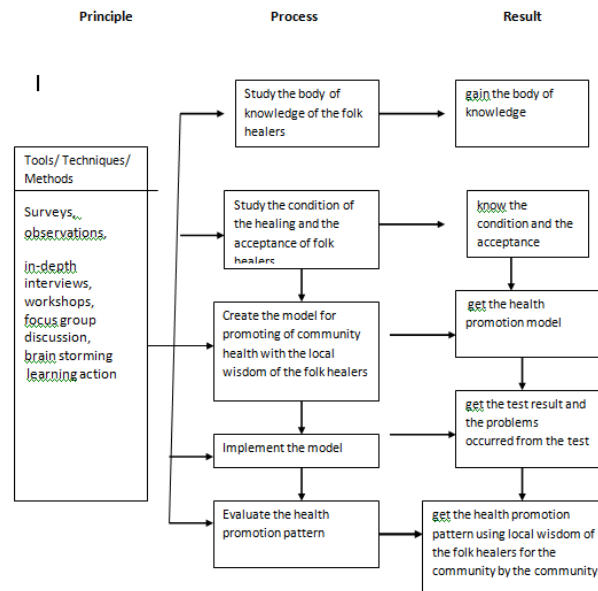 Principle
Process
Result
I
Tools/ Techniques/
Methods
Surveys,
observations,
in-depth
interviews,
workshops,
focus group
discussion,
brain storming
learning action
Study the body of
knowledge of the folk
healers
gain the body of
knowledge
Study the condition of
the healing and the
acceptance of folk
healers
know the
condition and the
acceptance
Create the model for
promoting of community
health with the local
wisdom of the folk healers
get the health
promotion model
Implement the model
get the test result and
the problems
occurred from the test
Evaluate the health
promotion pattern
get the health promotion
pattern using local wisdom of
the folk healers for the
community by the community